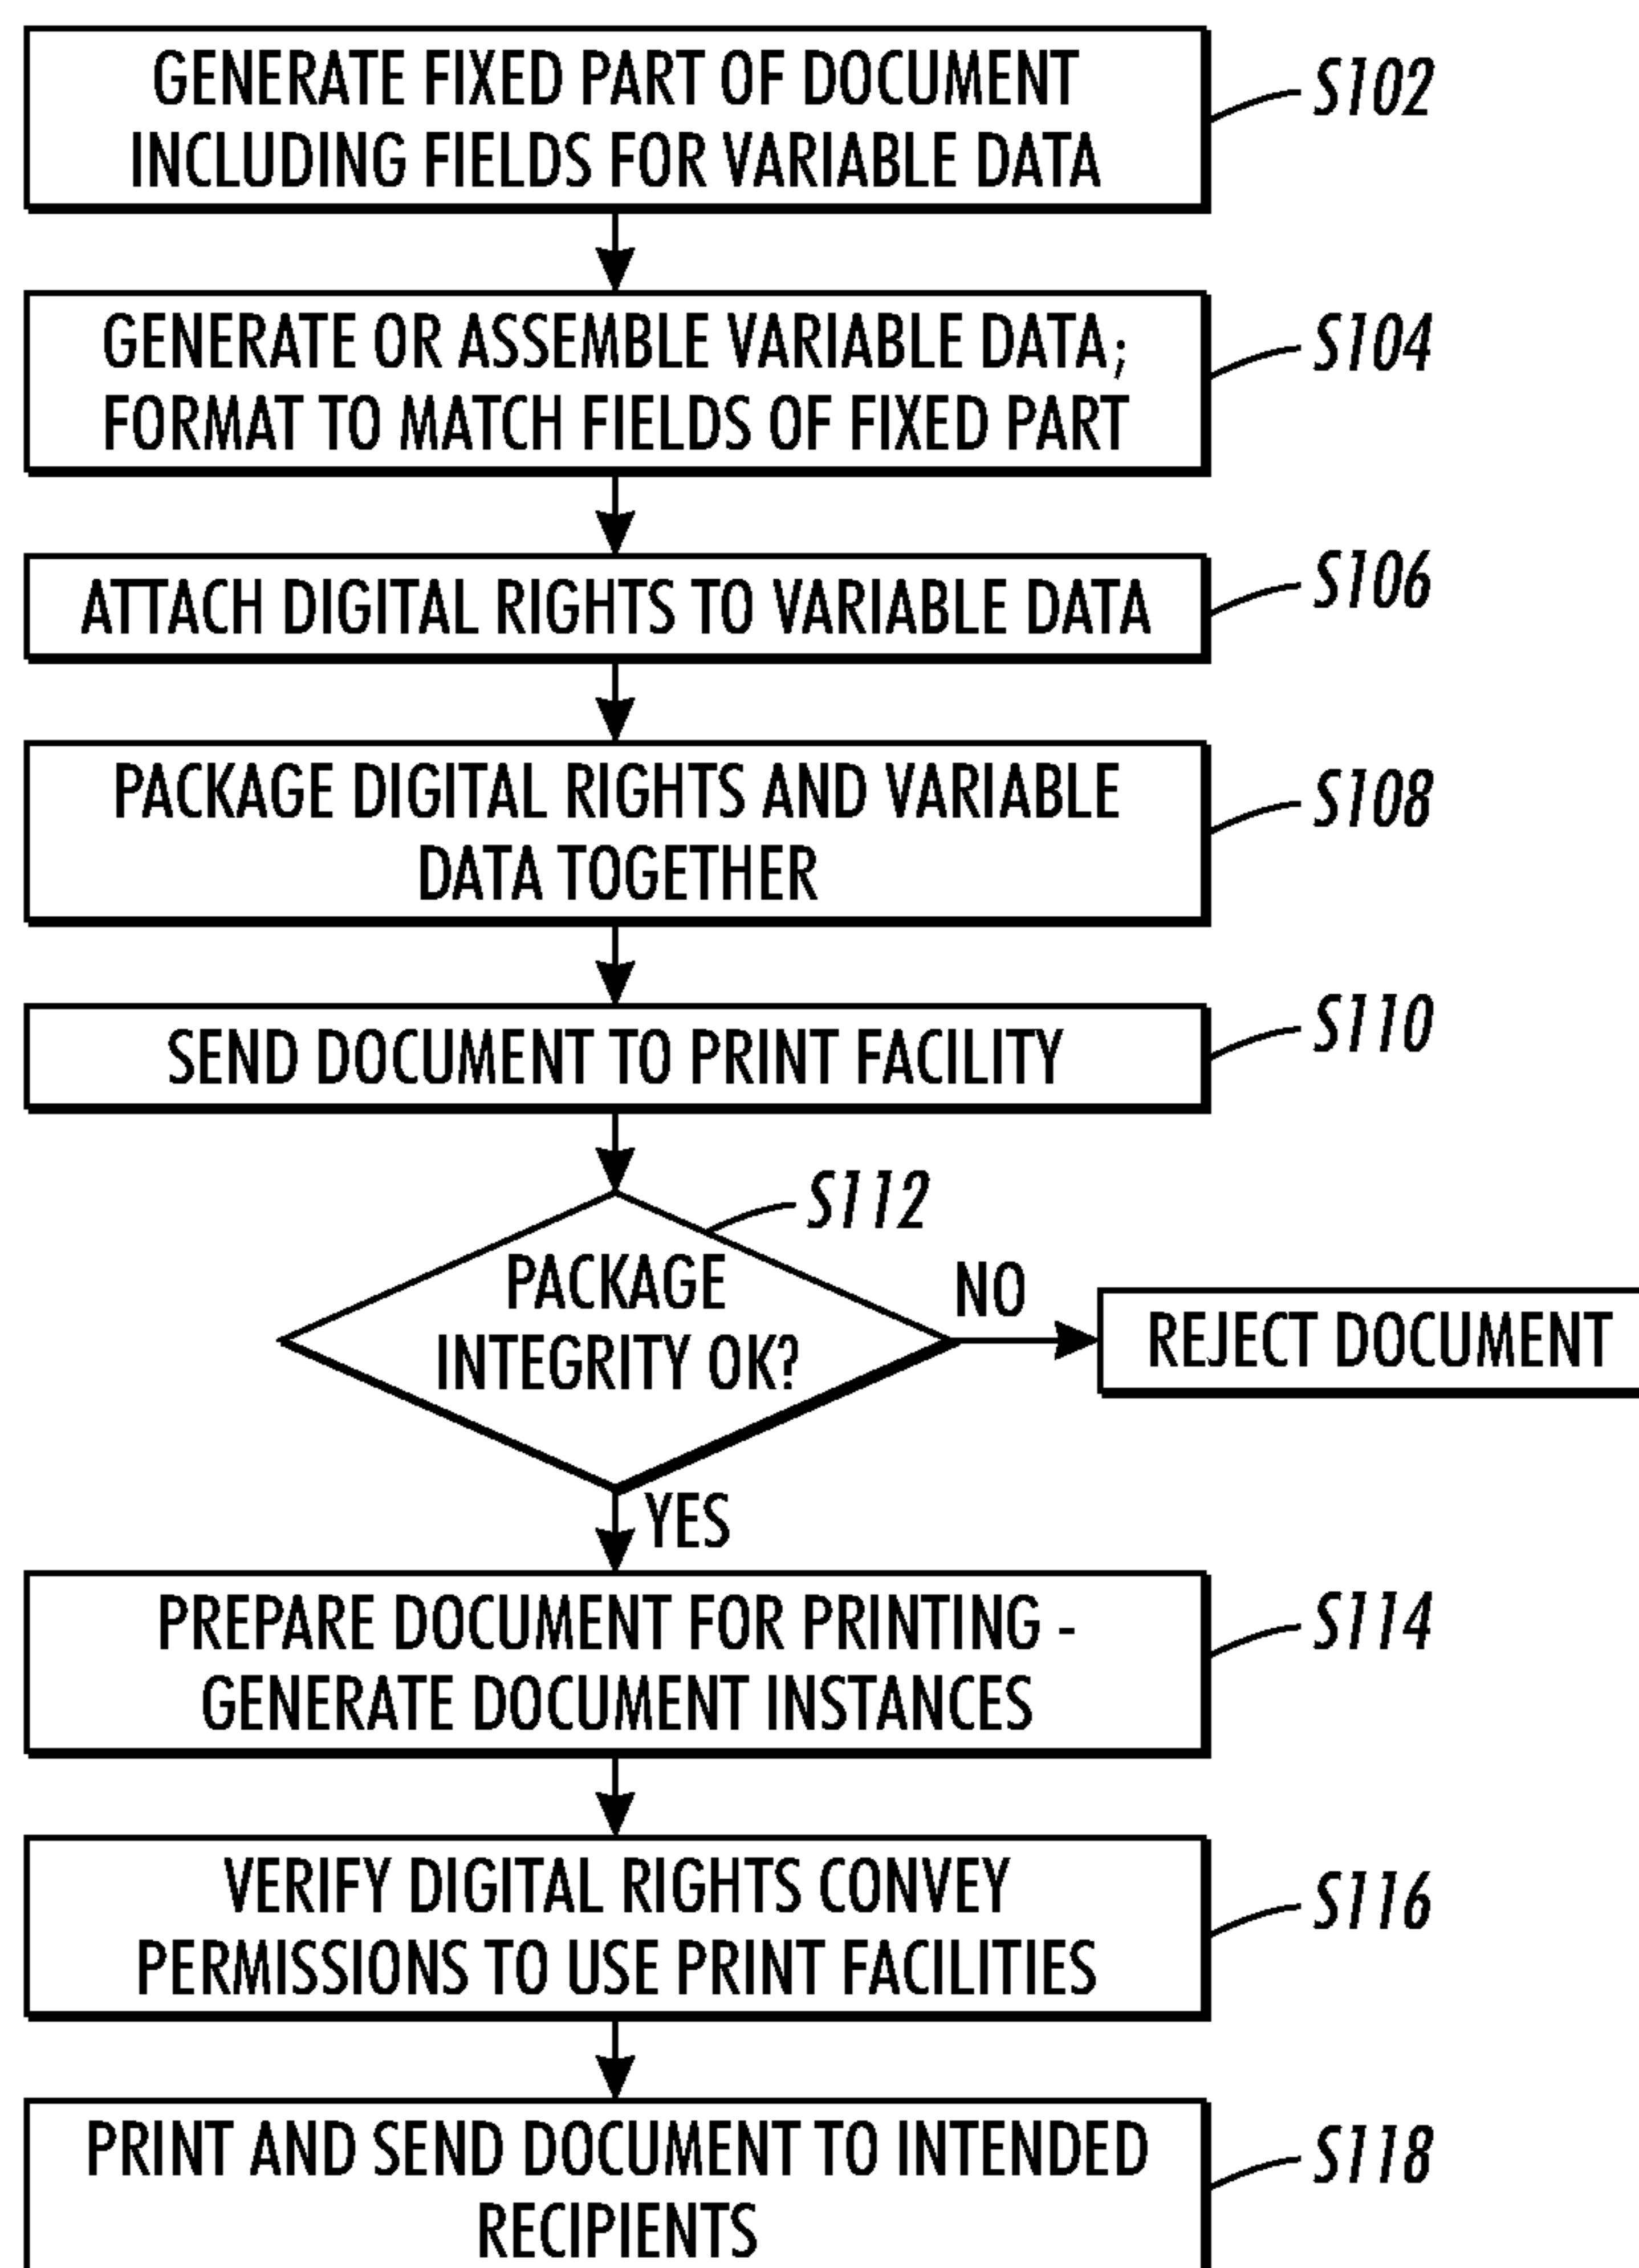 GENERATE FIXED PART OF DOCUMENT
INCLUDING FIELDS FOR VARIABLE DATA
S102
GENERATE OR ASSEMBLE VARIABLE DATA;
FORMAT TO MATCH FIELDS OF FIXED PART
S104
ATTACH DIGITAL RIGHTS TO VARIABLE DATA
S106
PACKAGE DIGITAL RIGHTS AND VARIABLE
DATA TOGETHER
S108
SEND DOCUMENT TO PRINT FACILITY
S110
S112
PACKAGE
INTEGRITY OK?
NO
REJECT DOCUMENT
YES
PREPARE DOCUMENT FOR PRINTING -
GENERATE DOCUMENT INSTANCES
S114
VERIFY DIGITAL RIGHTS CONVEY
PERMISSIONS TO USE PRINT FACILITIES
S116
PRINT AND SEND DOCUMENT TO INTENDED
RECIPIENTS
S118